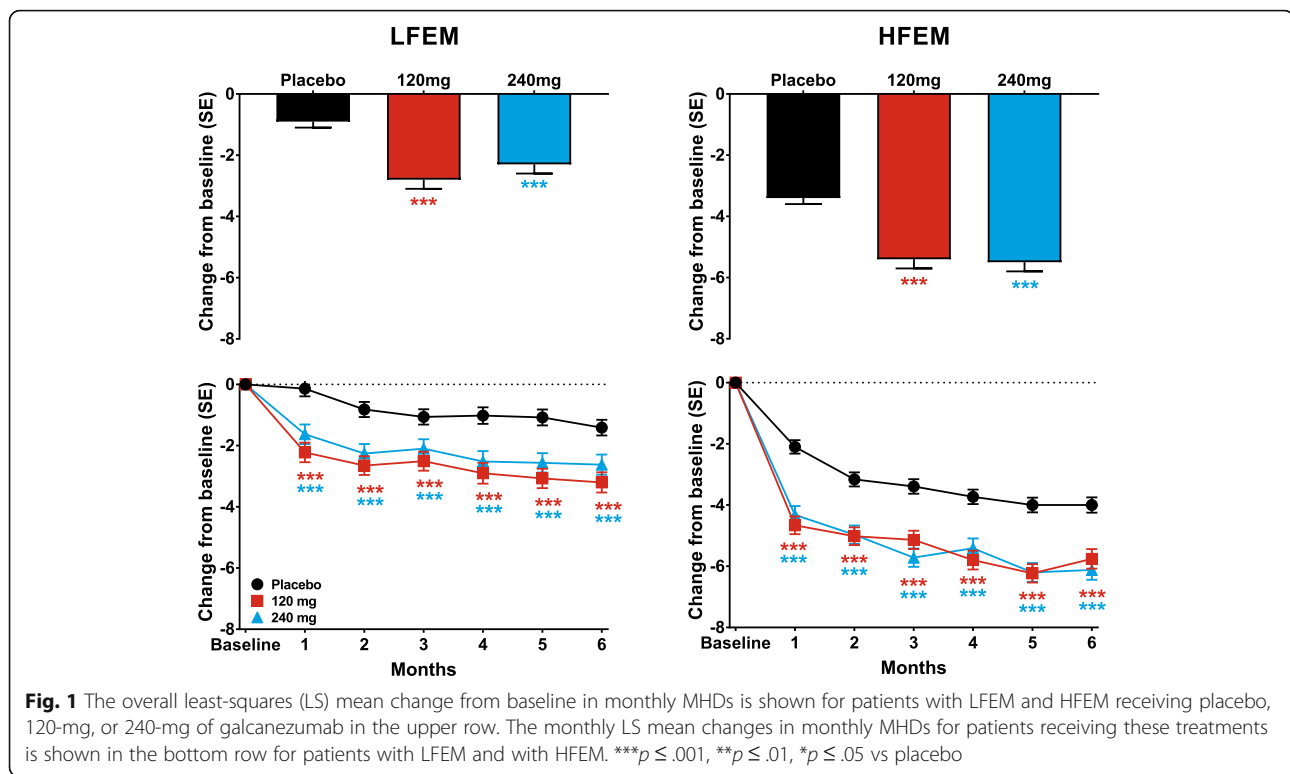 LFEM
HFEM
Placebo 120mg 240mg
Placebo 120mg 240mg
Change from baseline (SE)
0
-2
-4
-6
-8
***
***
Change from baseline (SE)
0
-2
-4
-6
-8
***
***
Change from baseline (SE)
0
-2
-4
-6
-8
*** *** *** *** *** ***
*** *** *** *** *** ***
Placebo
120 mg
240 mg
Baseline 1 2 3 4 5 6
Months
Change from baseline (SE)
0
-2
-4
-6
-8
*** *** *** *** *** ***
*** *** *** *** *** ***
Baseline 1 2 3 4 5 6
Months
Fig. 1 The overall least-squares (LS) mean change from baseline in monthly MHDs is shown for patients with LFEM and HFEM receiving placebo,
120-mg, or 240-mg of galcanezumab in the upper row. The monthly LS mean changes in monthly MHDs for patients receiving these treatments
is shown in the bottom row for patients with LFEM and with HFEM. ***p ≤ .001, **p ≤ .01, *p ≤ .05 vs placebo